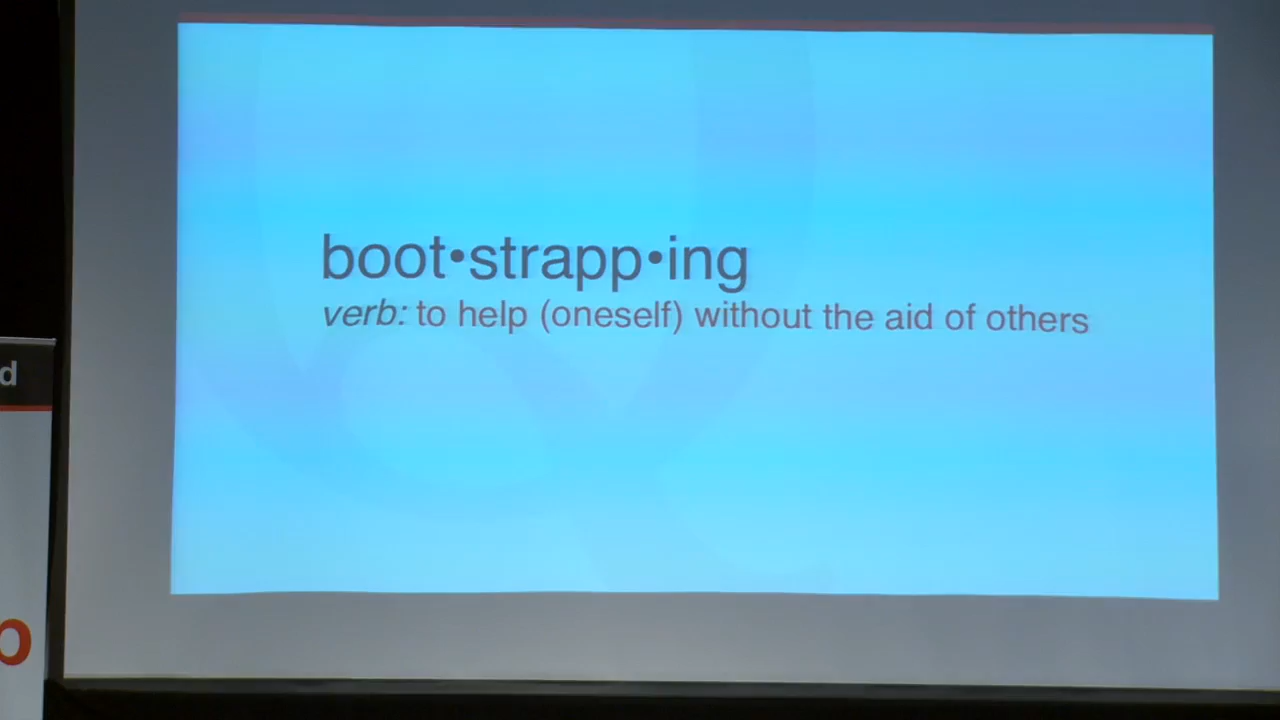 boot•strapp•ing
verb: to help (oneself) without the aid of others
d